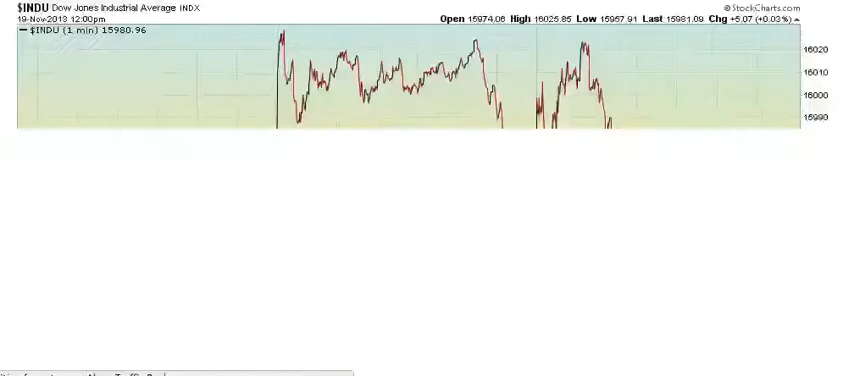 $INDU Dow Jones Industrial Average INDX
© StockCharts.com
19-Nov-2013 12:00pm
Open 15974.06 High 16025.85 Low 15957.91 Last 15981.09 Chg +5.07 (+0.03%)
$INDU (1 min) 15980.96
16020
16010
16000
15990